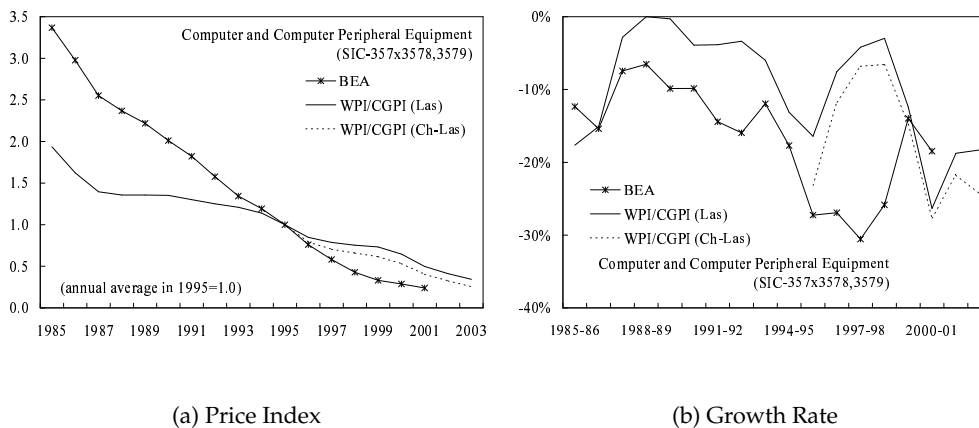 3.5
3.0
2.5
2.0
1.5
1.0
0.5
0.0
Computer and Computer Peripheral Equipment
(SIC-357x3578,3579)
BEA
WPI/CGPI (Las)
WPI/CGPI (Ch-Las)
(annual average in 1995=1.0)
1985 1987 1989 1991 1993 1995 1997 1999 2001 2003
(a) Price Index
0%
-10%
-20%
-30%
-40%
BEA
WPI/CGPI (Las)
WPI/CGPI (Ch-Las)
Computer and Computer Peripheral Equipment
(SIC-357x3578,3579)
1985-86 1988-89 1991-92 1994-95 1997-98 2000-01
(b) Growth Rate